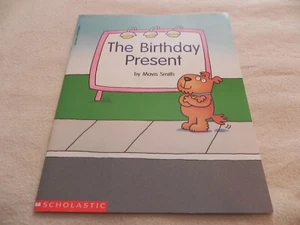 The Birthday
Present
by Mavis Smith
SCHOLASTIC